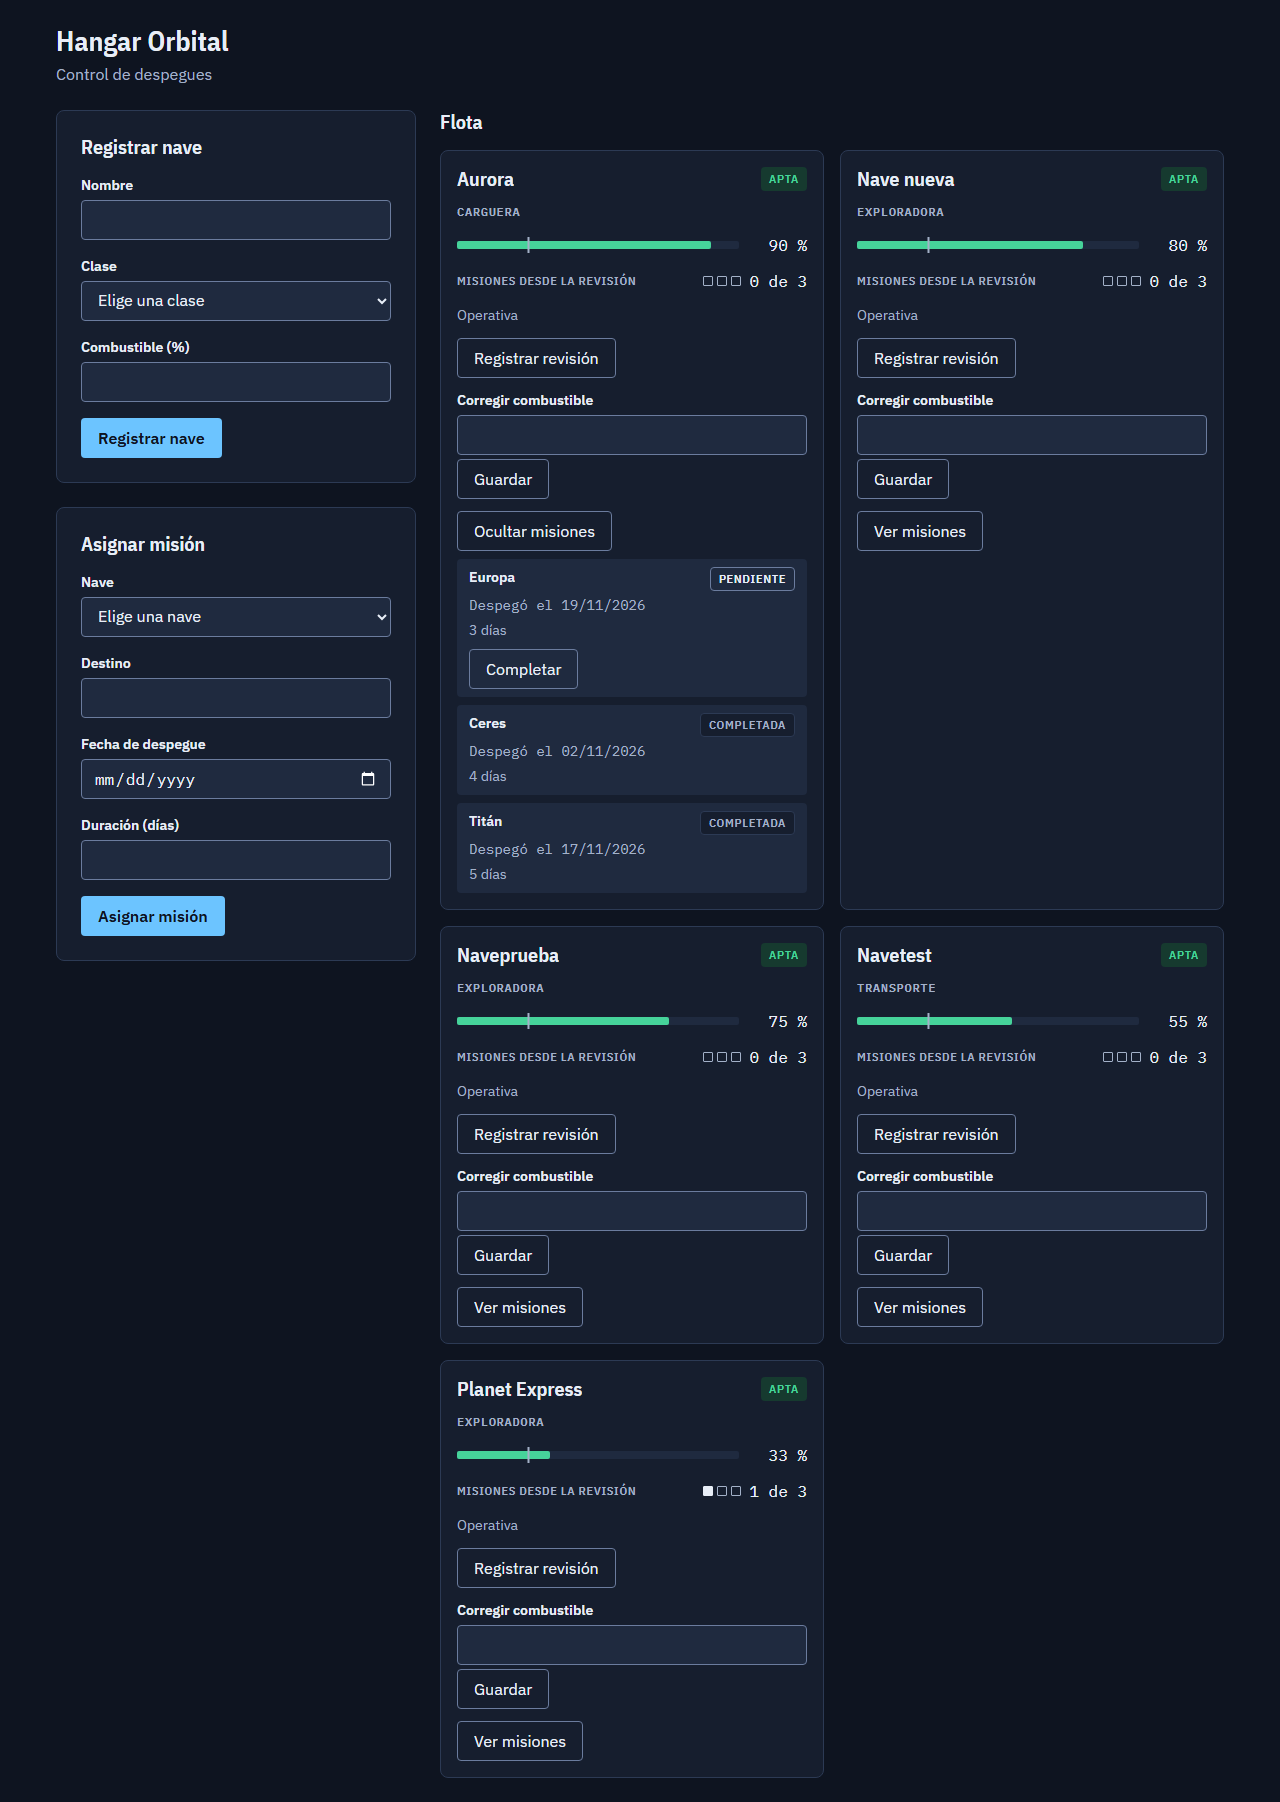 Hangar Orbital
Control de despegues
Registrar nave
Nombre
Clase
Elige una clase
Combustible (%)
Registrar nave
Asignar misión
Nave
Elige una nave
Destino
Fecha de despegue
mm/dd/yyyy
Duración (días)
Asignar misión
Flota
Aurora
APTA
CARGUERA
90 %
MISIONES DESDE LA REVISIÓN
0 de 3
Operativa
Registrar revisión
Corregir combustible
Guardar
Ocultar misiones
Europa
PENDIENTE
Despegó el 19/11/2026
3 días
Completar
Ceres
COMPLETADA
Despegó el 02/11/2026
4 días
Titán
COMPLETADA
Despegó el 17/11/2026
5 días
Nave nueva
APTA
EXPLORADORA
80 %
MISIONES DESDE LA REVISIÓN
0 de 3
Operativa
Registrar revisión
Corregir combustible
Guardar
Ver misiones
Naveprueba
APTA
EXPLORADORA
75 %
MISIONES DESDE LA REVISIÓN
0 de 3
Operativa
Registrar revisión
Corregir combustible
Guardar
Ver misiones
Navetest
APTA
TRANSPORTE
55 %
MISIONES DESDE LA REVISIÓN
0 de 3
Operativa
Registrar revisión
Corregir combustible
Guardar
Ver misiones
Planet Express
APTA
EXPLORADORA
33 %
MISIONES DESDE LA REVISIÓN
1 de 3
Operativa
Registrar revisión
Corregir combustible
Guardar
Ver misiones